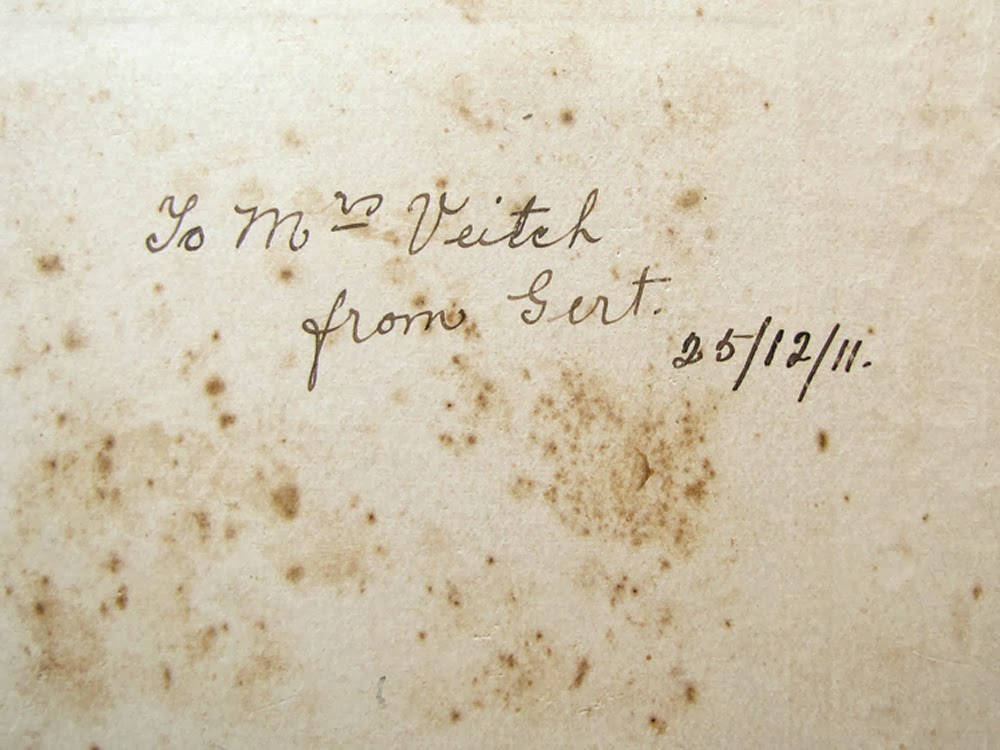 To Mrs Veitch
from Gert.
25/12/11.